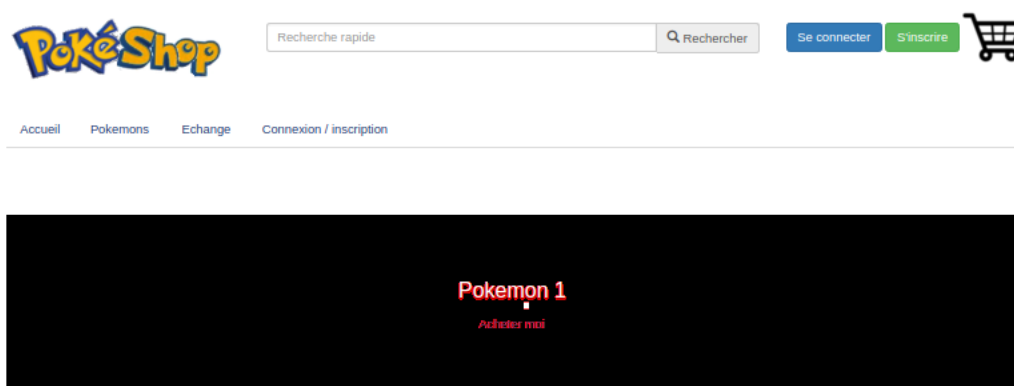 PokéShop
Recherche rapide
Rechercher
Se connecter
S'inscrire
Accueil
Pokemons
Echange
Connexion / inscription
Pokemon 1
Acheter moi